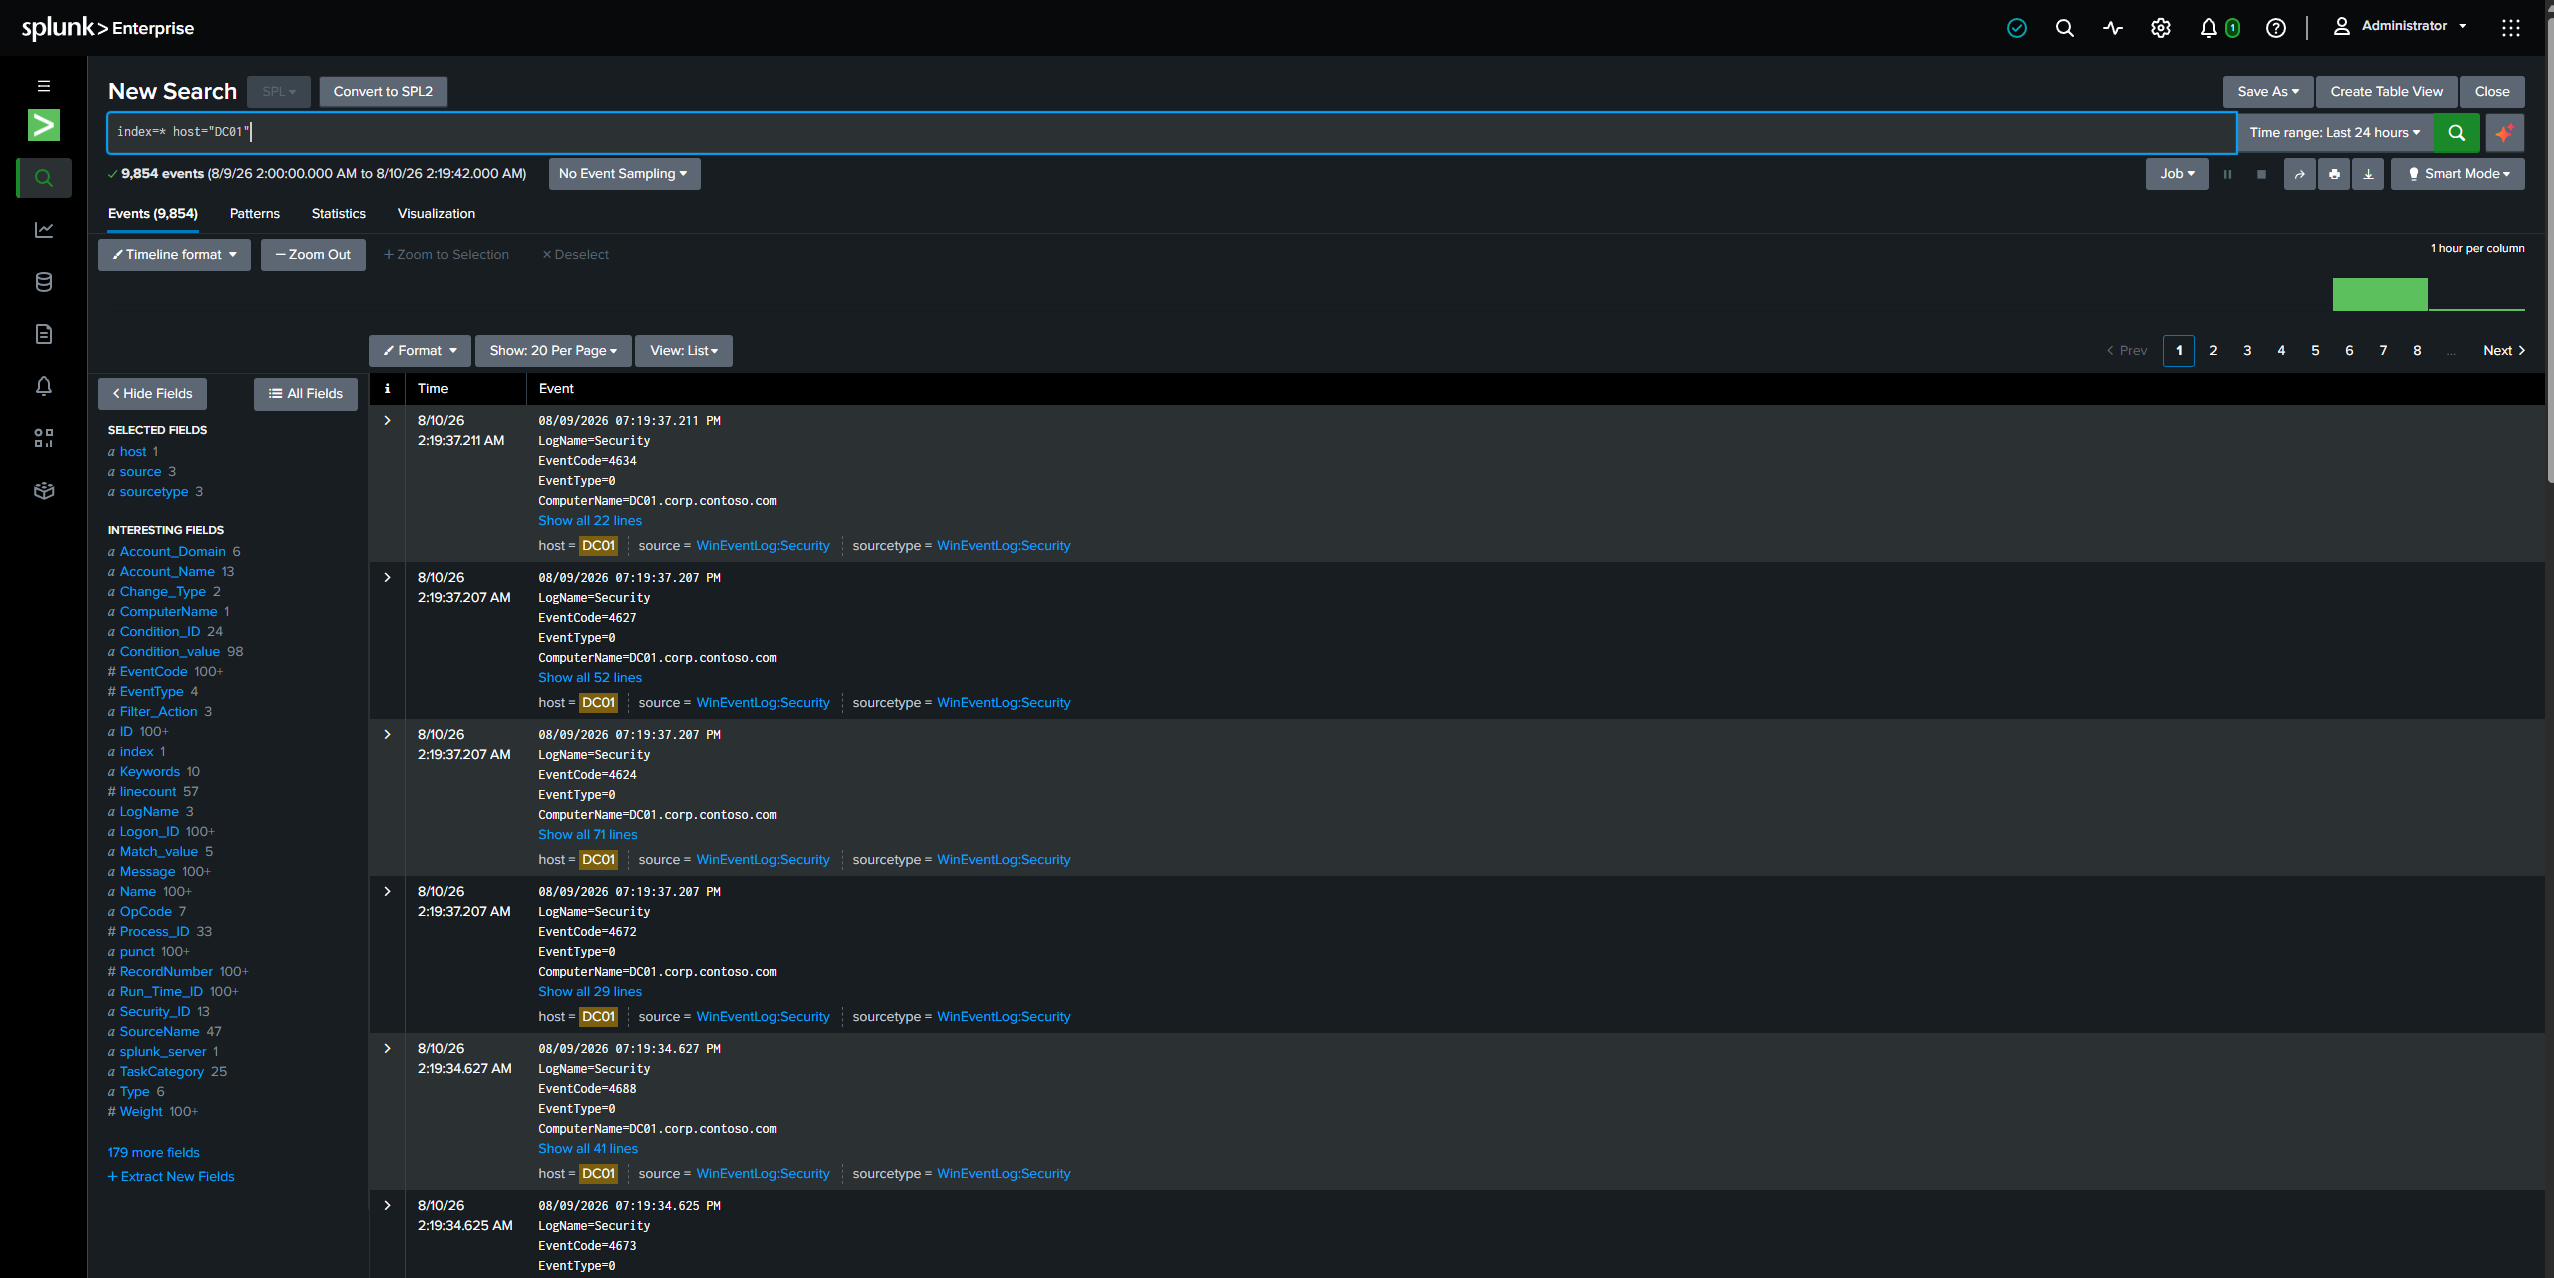 splunk> Enterprise
1
Administrator
New Search
SPL
Convert to SPL2
Save As
Create Table View
Close
index=* host="DC01"
Time range: Last 24 hours
9,854 events (8/9/26 2:00:00.000 AM to 8/10/26 2:19:42.000 AM)
No Event Sampling
Job
Smart Mode
Events (9,854)
Patterns
Statistics
Visualization
Timeline format
Zoom Out
+ Zoom to Selection
× Deselect
1 hour per column
Format
Show: 20 Per Page
View: List
< Prev
1
2
3
4
5
6
7
8
...
Next >
< Hide Fields
All Fields
SELECTED FIELDS
a host 1
a source 3
a sourcetype 3
INTERESTING FIELDS
a Account_Domain 6
a Account_Name 13
a Change_Type 2
a ComputerName 1
a Condition_ID 24
a Condition_value 98
# EventCode 100+
# EventType 4
a Filter_Action 3
a ID 100+
a index 1
a Keywords 10
# linecount 57
a LogName 3
a Logon_ID 100+
a Match_value 5
a Message 100+
a Name 100+
a OpCode 7
# Process_ID 33
a punct 100+
# RecordNumber 100+
a Run_Time_ID 100+
a Security_ID 13
a SourceName 47
a splunk_server 1
a TaskCategory 25
a Type 6
# Weight 100+
179 more fields
+ Extract New Fields
i
Time
Event
8/10/26
2:19:37.211 AM
08/09/2026 07:19:37.211 PM
LogName=Security
EventCode=4634
EventType=0
ComputerName=DC01.corp.contoso.com
Show all 22 lines
host = DC01 source = WinEventLog:Security sourcetype = WinEventLog:Security
8/10/26
2:19:37.207 AM
08/09/2026 07:19:37.207 PM
LogName=Security
EventCode=4627
EventType=0
ComputerName=DC01.corp.contoso.com
Show all 52 lines
host = DC01 source = WinEventLog:Security sourcetype = WinEventLog:Security
8/10/26
2:19:37.207 AM
08/09/2026 07:19:37.207 PM
LogName=Security
EventCode=4624
EventType=0
ComputerName=DC01.corp.contoso.com
Show all 71 lines
host = DC01 source = WinEventLog:Security sourcetype = WinEventLog:Security
8/10/26
2:19:37.207 AM
08/09/2026 07:19:37.207 PM
LogName=Security
EventCode=4672
EventType=0
ComputerName=DC01.corp.contoso.com
Show all 29 lines
host = DC01 source = WinEventLog:Security sourcetype = WinEventLog:Security
8/10/26
2:19:34.627 AM
08/09/2026 07:19:34.627 PM
LogName=Security
EventCode=4688
EventType=0
ComputerName=DC01.corp.contoso.com
Show all 41 lines
host = DC01 source = WinEventLog:Security sourcetype = WinEventLog:Security
8/10/26
2:19:34.625 AM
08/09/2026 07:19:34.625 PM
LogName=Security
EventCode=4673
EventType=0